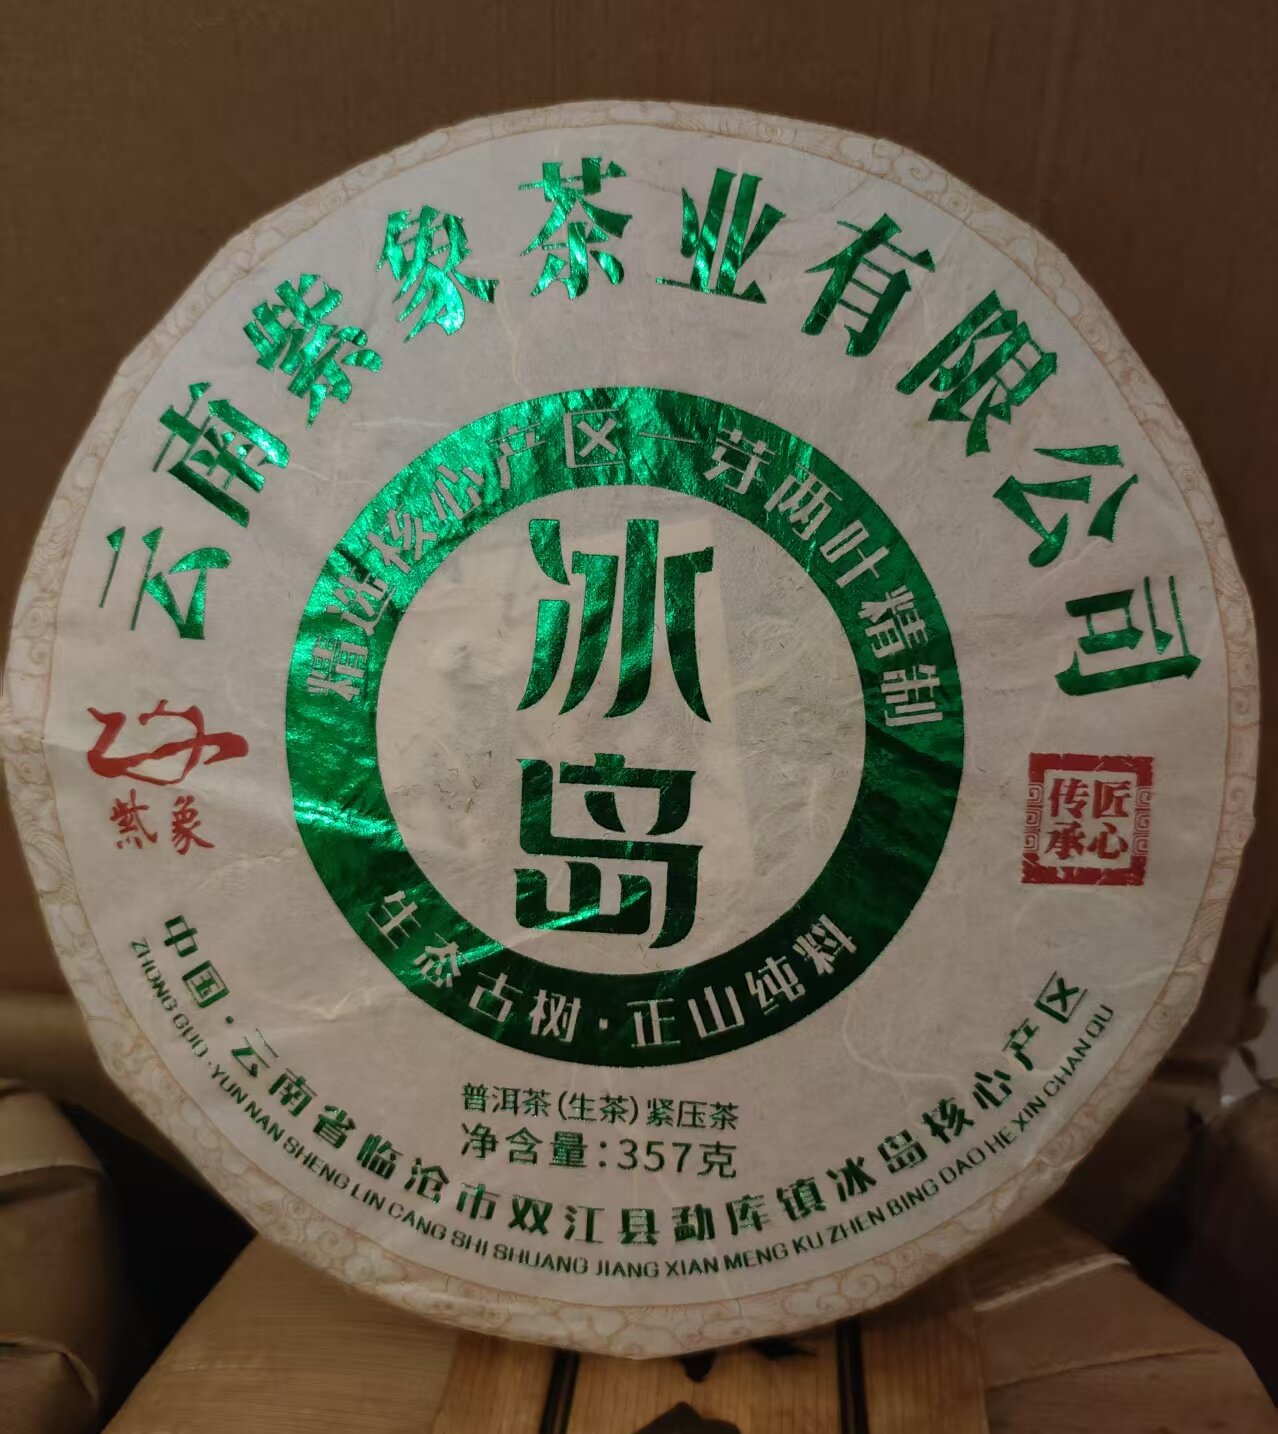 云南紫象茶业有限公司
精选核心产区一芽两叶精制
冰
岛
紫象
传承
匠心
生态古树·正山纯料
普洱茶(生茶)紧压茶
净含量:357克
中国·云南省临沧市双江县勐库镇冰岛核心产区
ZHONG GUO·YUN NAN SHENG LIN CANG SHI SHUANG JIANG XIAN MENG KU ZHEN BING DAO HE XIN CHAN QU